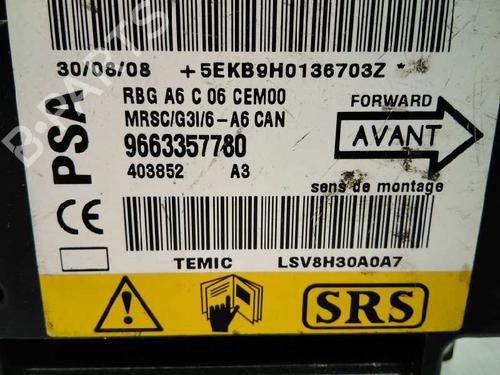 30/08/08 +5EKB9H0136703Z *
RBG A6 C 06 CEM00
MRSC/G3I/6-A6 CAN
9663357780
403852 A3
PSA
FORWARD
AVANT
sens de montage
CE
TEMIC LSV8H30A0A7
SRS
B-PARTS